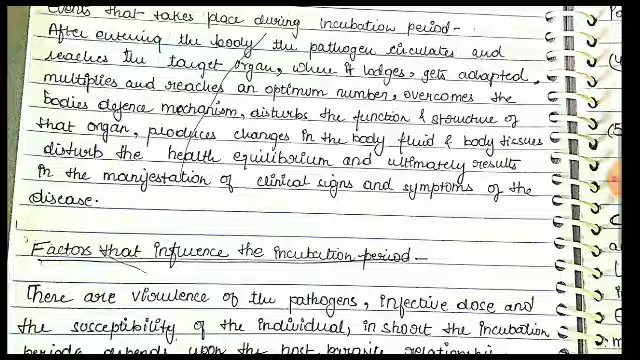 Events that takes place during incubation period-
After entering the body the pathogen circulates and
reaches the target organ, where it lodges, gets adapted,
multiplies and reaches an optimum number, overcomes the
bodies defence mechanism, disturbs the function & structure of
that organ, produces changes in the body fluid & body tissues
disturb the health equilibrium and ultimately results
in the manifestation of clinical signs and symptoms of the
disease.
Factors that influence the incubation period-
There are virulence of the pathogens, infective dose and
the susceptibility of the individual, in shoot the incubation
periods depends upon the host parasite relationship